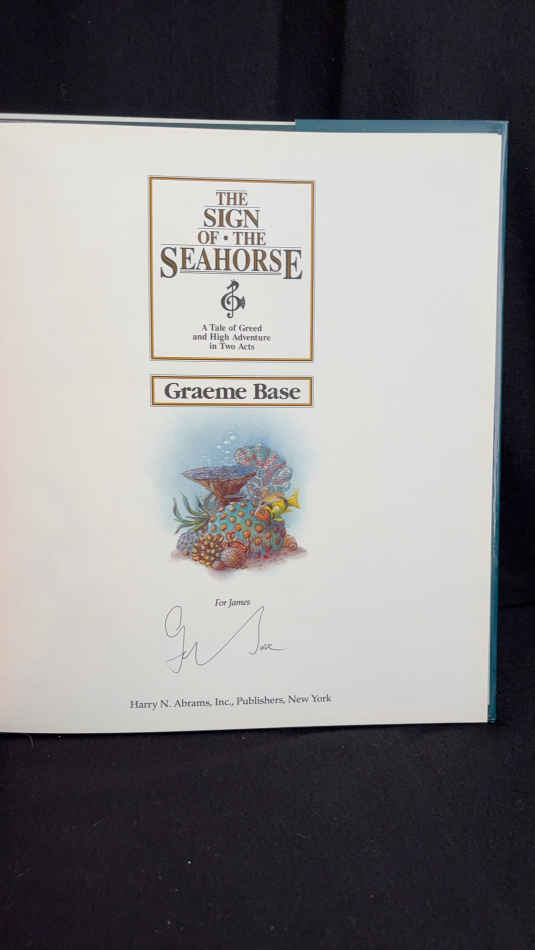 THE
SIGN
OF • THE
SEAHORSE
A Tale of Greed
and High Adventure
in Two Acts
Graeme Base
For James
Harry N. Abrams, Inc., Publishers, New York